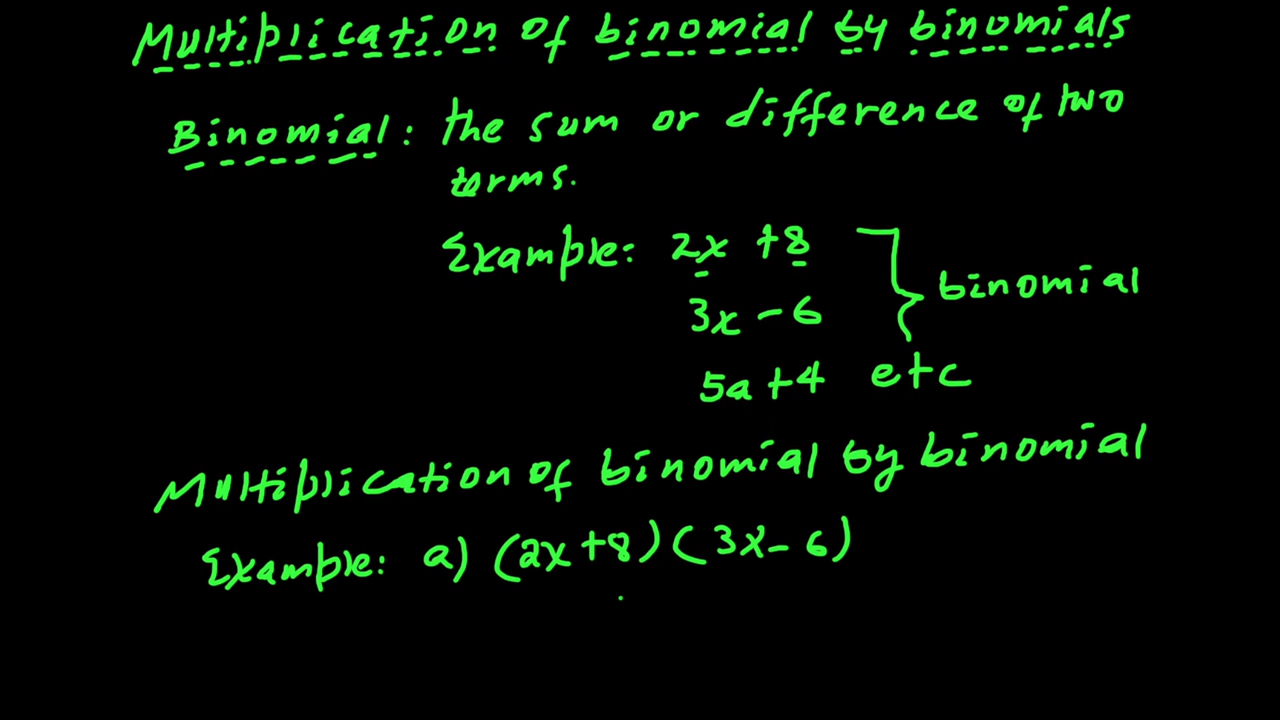 Multiplication of binomial by binomials
Binomial: the sum or difference of two
terms.
Example: 2x + 8
3x - 6
binomial
5a + 4 etc
Multiplication of binomial by binomial
Example: a) (2x + 8) (3x - 6)